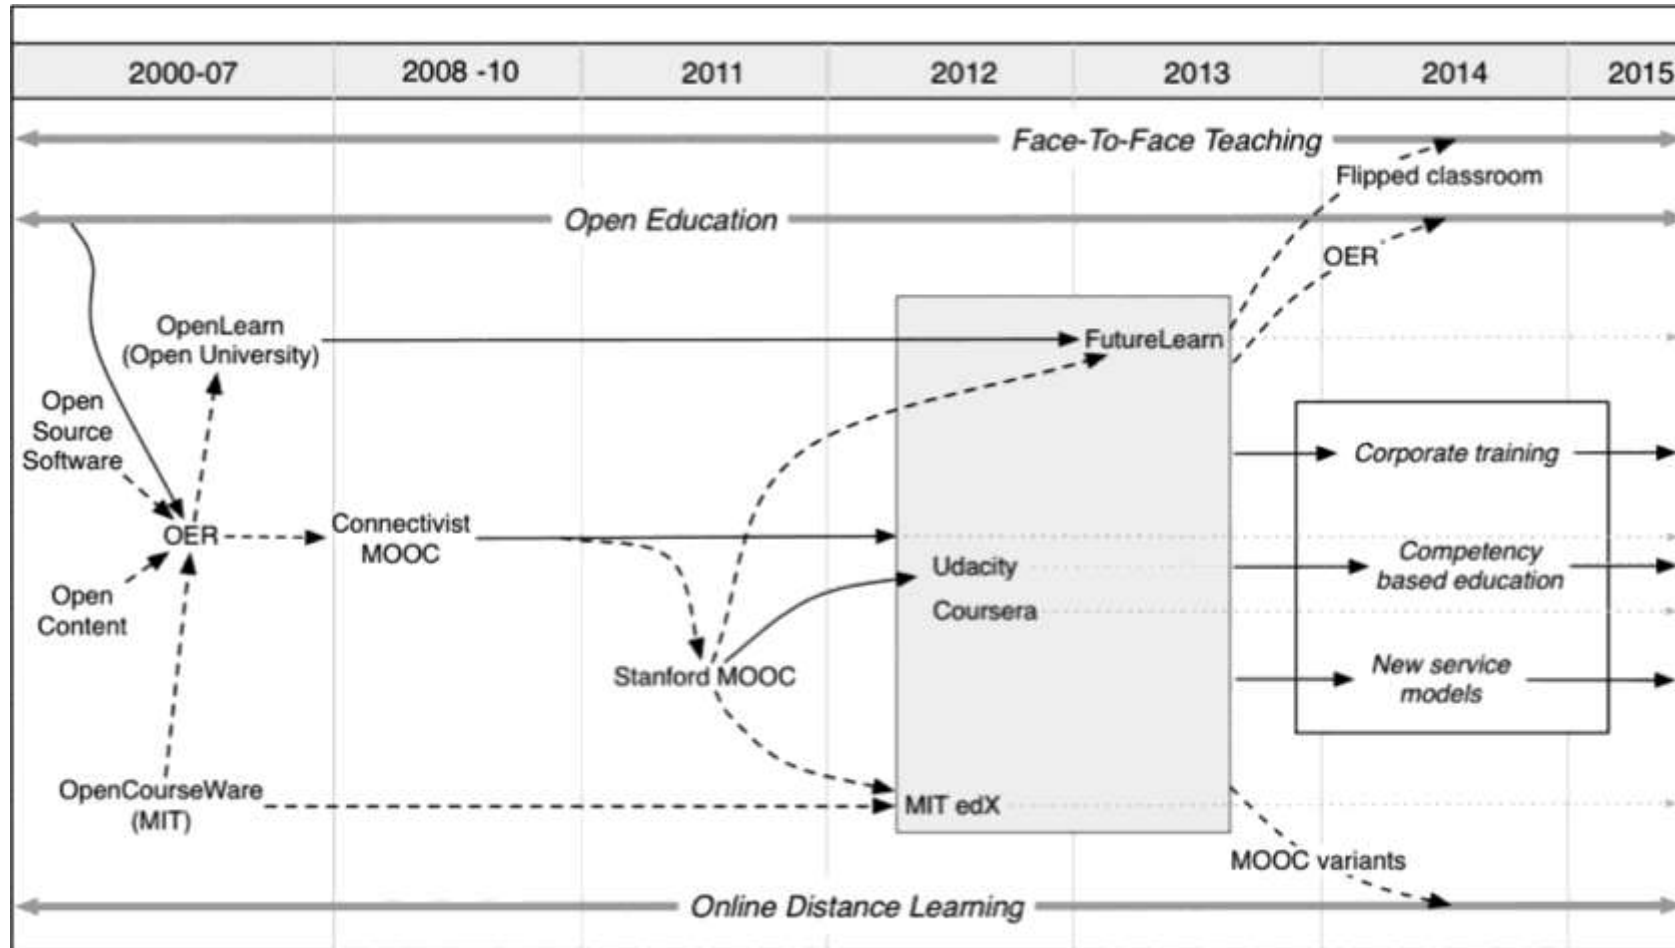 2000-07
2008 -10
2011
2012
2013
2014
2015
Face-To-Face Teaching
Flipped classroom
Open Education
OER
OpenLearn
(Open University)
FutureLearn
Open
Source
Software
Corporate training
OER
Connectivist
MOOC
Competency
based education
Udacity
Open
Content
Coursera
Stanford MOOC
New service
models
OpenCourseWare
(MIT)
MIT edX
MOOC variants
Online Distance Learning